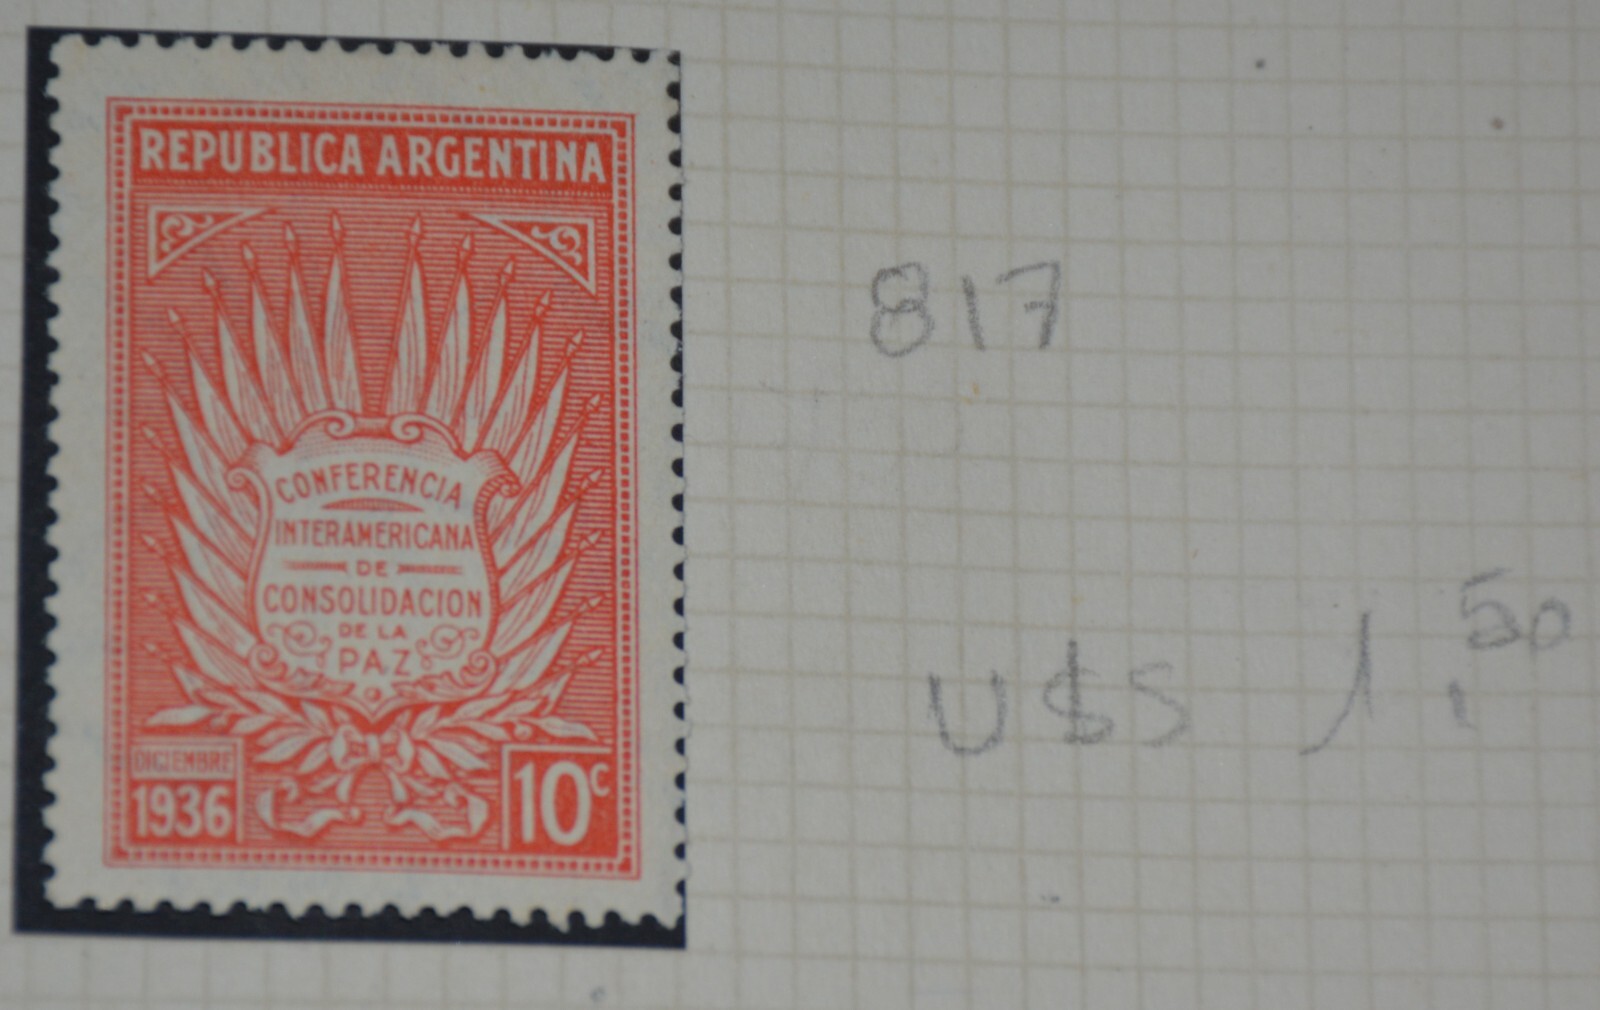 REPUBLICA ARGENTINA
CONFERENCIA
INTERAMERICANA
DE
CONSOLIDACION
DE LA
PAZ
DICIEMBRE
1936
10c
817
U$S 1,50